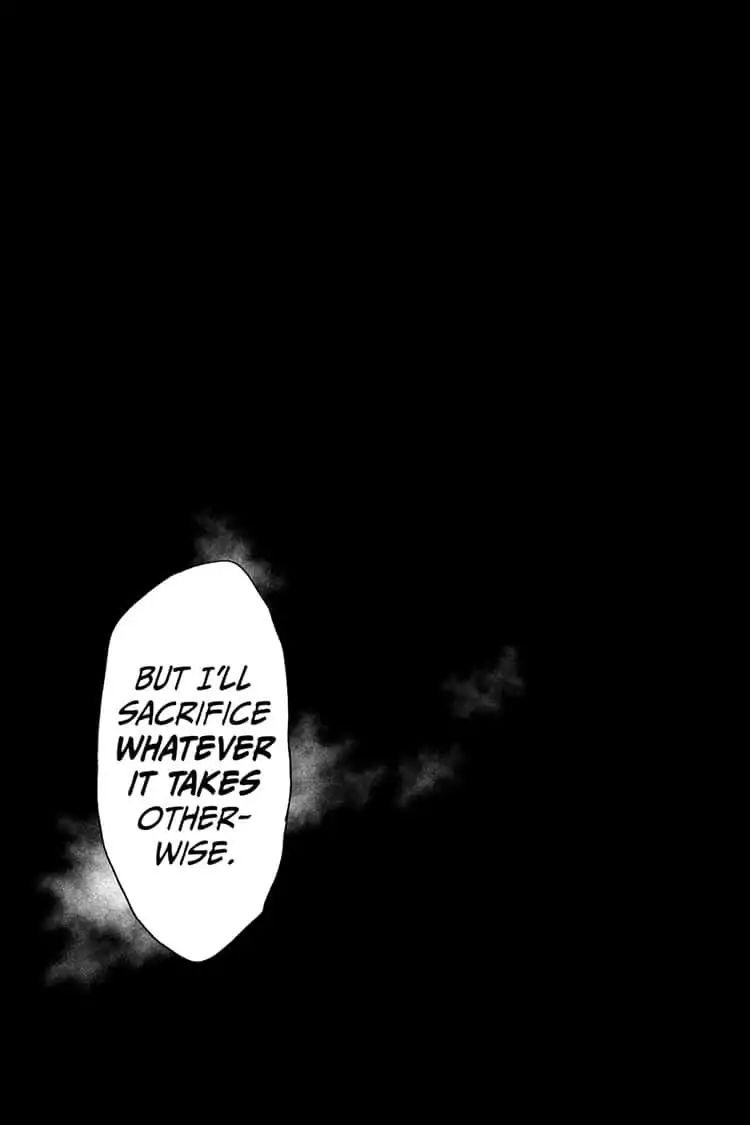 BUT I'LL
SACRIFICE
WHATEVER
IT TAKES
OTHER-
WISE.